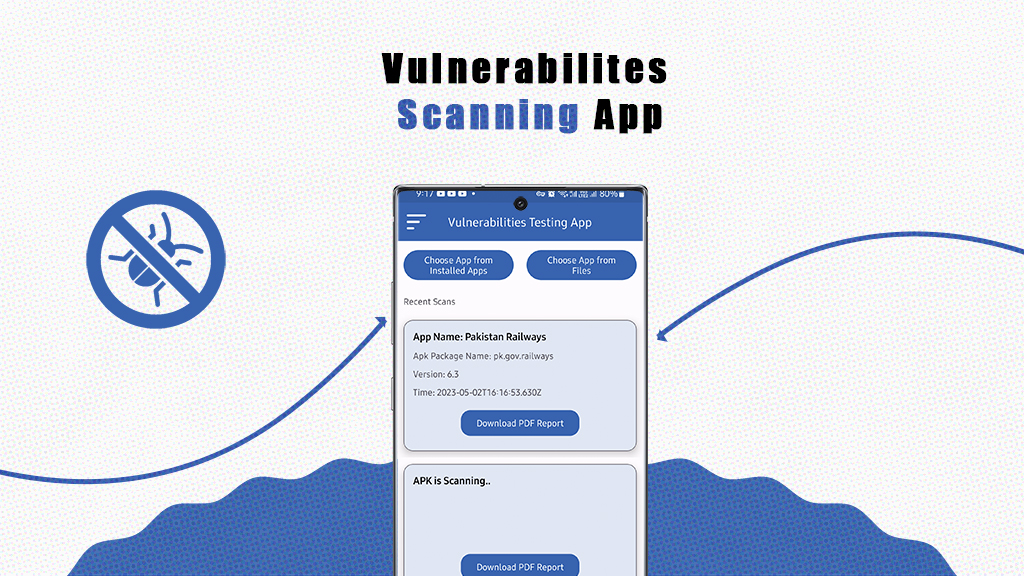 Vulnerabilites
Scanning App
9:17
80%
Vulnerabilities Testing App
Choose App from
Installed Apps
Choose App from
Files
Recent Scans
App Name: Pakistan Railways
Apk Package Name: pk.gov.railways
Version: 6.3
Time: 2023-05-02T16:16:53.630Z
Download PDF Report
APK is Scanning..
Download PDF Report